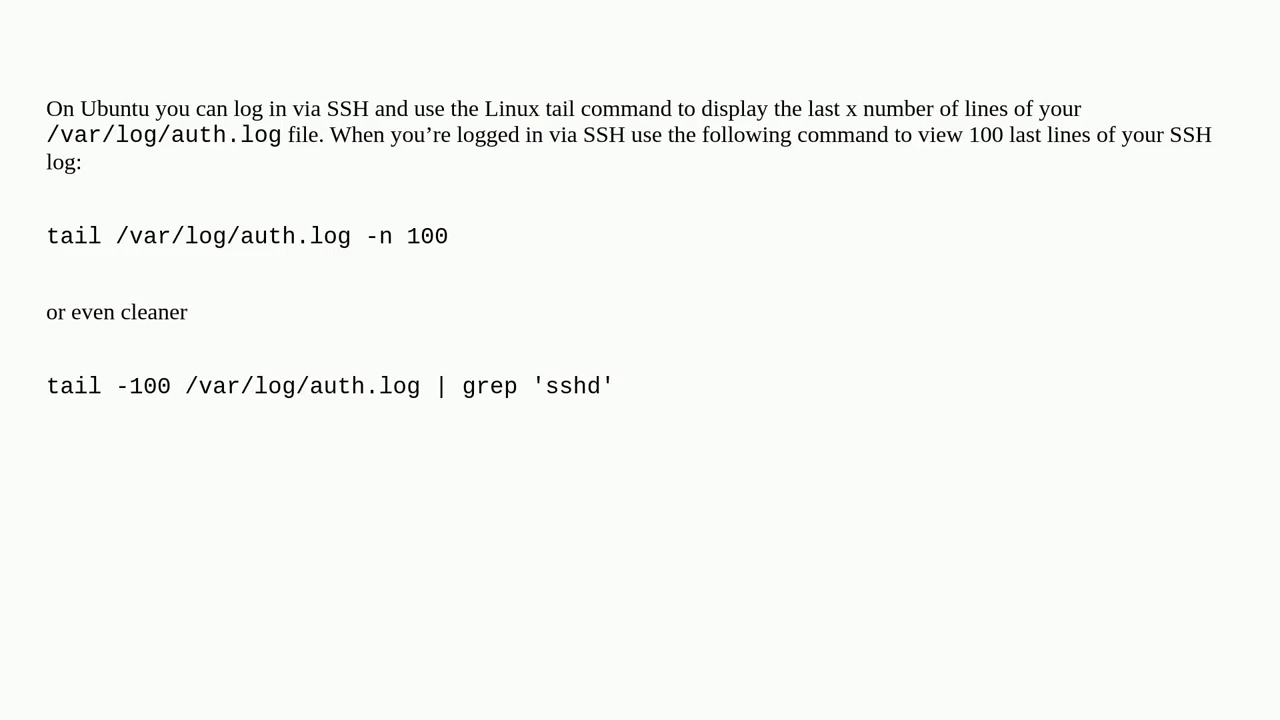 On Ubuntu you can log in via SSH and use the Linux tail command to display the last x number of lines of your
/var/log/auth.log file. When you’re logged in via SSH use the following command to view 100 last lines of your SSH
log:
tail /var/log/auth.log -n 100
or even cleaner
tail -100 /var/log/auth.log | grep 'sshd'